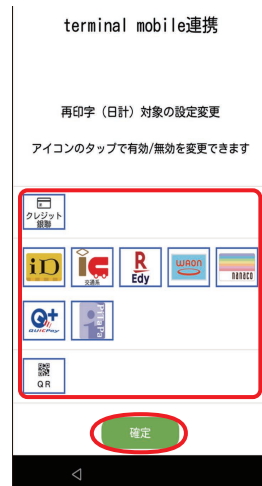 terminal mobile連携
再印字（日計）対象の設定変更
アイコンのタップで有効/無効を変更できます
クレジット
銀聯
iD
交通系
R
Edy
WAON
nanaco
QUICPay
PiTaPa
QR
確定